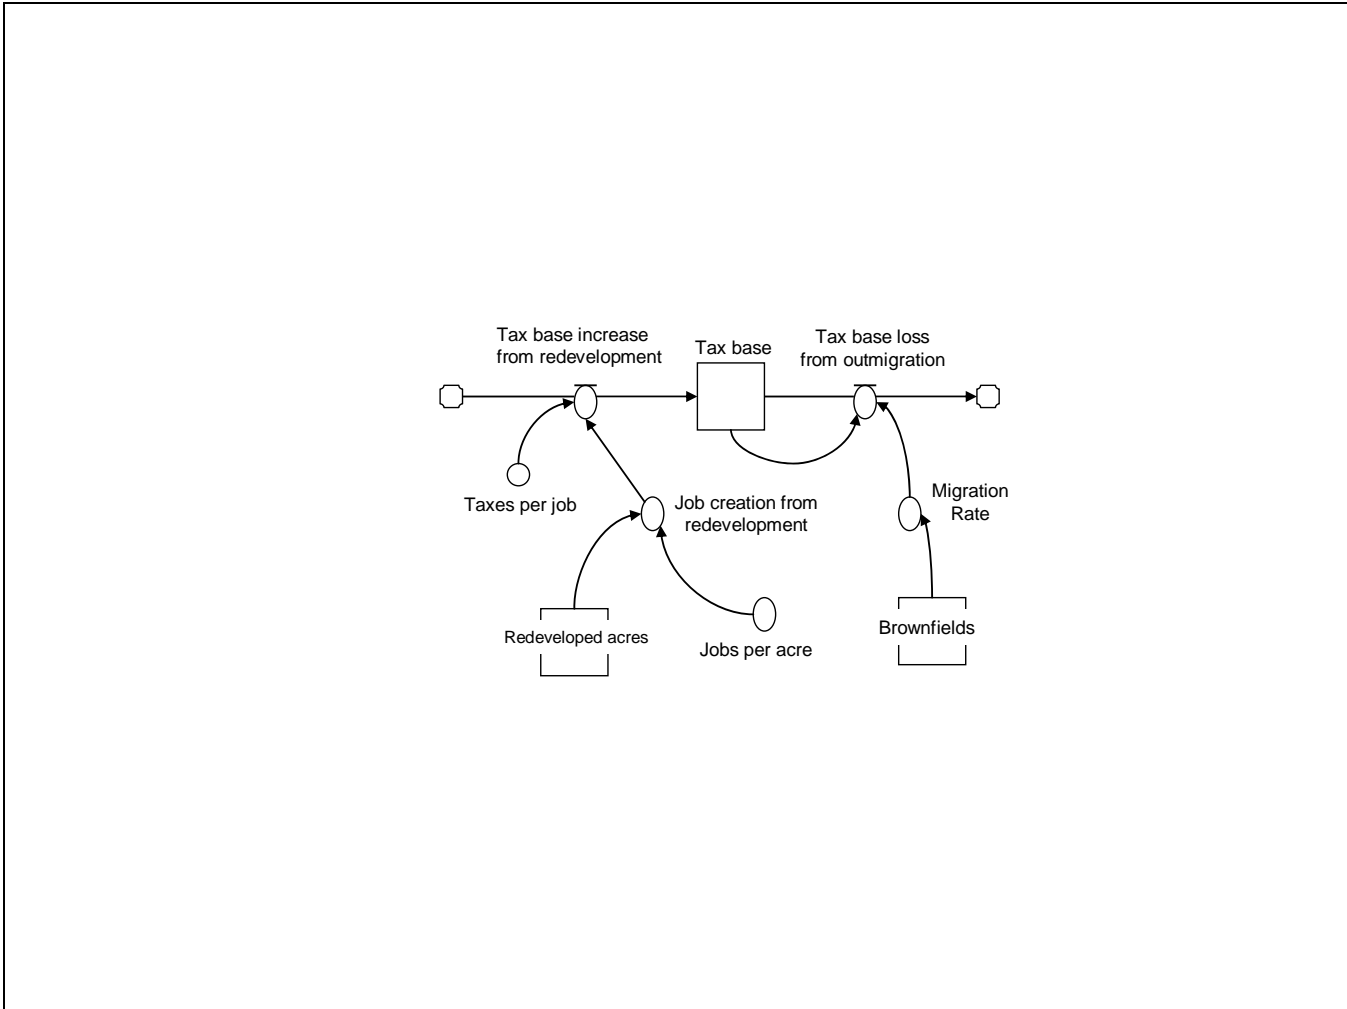 Tax base increase
from redevelopment
Tax base
Tax base loss
from outmigration
Taxes per job
Job creation from
redevelopment
Migration
Rate
Redeveloped acres
Jobs per acre
Brownfields